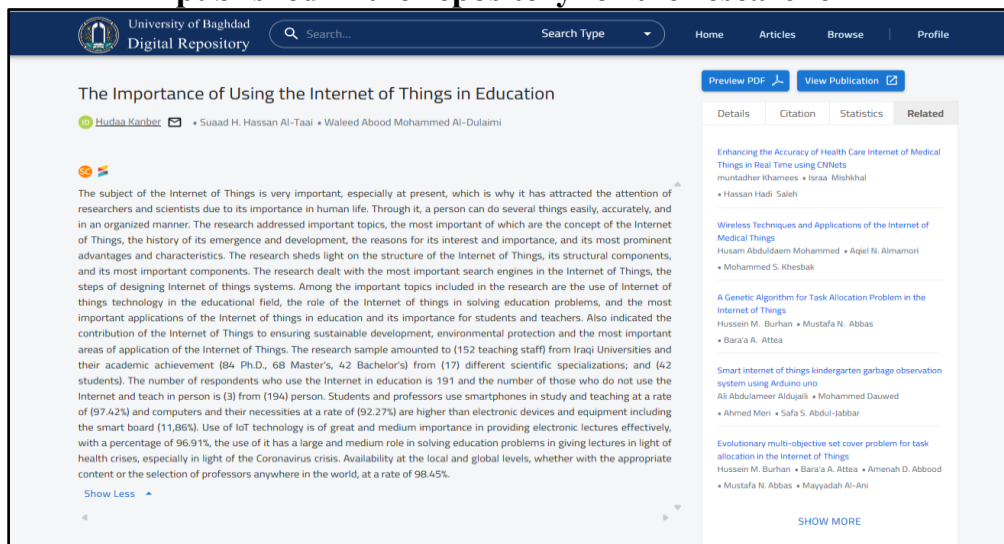 University of Baghdad
Digital Repository
Search...
Search Type
Home
Articles
Browse
Profile
The Importance of Using the Internet of Things in Education
iD Hudaa Kanber • Suaad H. Hassan Al-Taai • Waleed Abood Mohammed Al-Dulaimi
SC
The subject of the Internet of Things is very important, especially at present, which is why it has attracted the attention of
researchers and scientists due to its importance in human life. Through it, a person can do several things easily, accurately, and
in an organized manner. The research addressed important topics, the most important of which are the concept of the Internet
of Things, the history of its emergence and development, the reasons for its interest and importance, and its most prominent
advantages and characteristics. The research sheds light on the structure of the Internet of Things, its structural components,
and its most important components. The research dealt with the most important search engines in the Internet of Things, the
steps of designing Internet of things systems. Among the important topics included in the research are the use of Internet of
things technology in the educational field, the role of the Internet of things in solving education problems, and the most
important applications of the Internet of things in education and its importance for students and teachers. Also indicated the
contribution of the Internet of Things to ensuring sustainable development, environmental protection and the most important
areas of application of the Internet of Things. The research sample amounted to (152 teaching staff) from Iraqi Universities and
their academic achievement (84 Ph.D., 68 Master's, 42 Bachelor's) from (17) different scientific specializations; and (42
students). The number of respondents who use the Internet in education is 191 and the number of those who do not use the
Internet and teach in person is (3) from (194) person. Students and professors use smartphones in study and teaching at a rate
of (97.42%) and computers and their necessities at a rate of (92.27%) are higher than electronic devices and equipment including
the smart board (11,86%). Use of IoT technology is of great and medium importance in providing electronic lectures effectively,
with a percentage of 96.91%, the use of it has a large and medium role in solving education problems in giving lectures in light of
health crises, especially in light of the Coronavirus crisis. Availability at the local and global levels, whether with the appropriate
content or the selection of professors anywhere in the world, at a rate of 98.45%.
Show Less
Preview PDF
View Publication
Details
Citation
Statistics
Related
Enhancing the Accuracy of Health Care Internet of Medical
Things in Real Time using CNNets
muntadher Khamees • Israa Mishkhal
• Hassan Hadi Saleh
Wireless Techniques and Applications of the Internet of
Medical Things
Husam Abduldaem Mohammed • Aqiel N. Almamori
• Mohammed S. Khesbak
A Genetic Algorithm for Task Allocation Problem in the
Internet of Things
Hussein M. Burhan • Mustafa N. Abbas
• Bara'a A. Attea
Smart internet of things kindergarten garbage observation
system using Arduino uno
Ali Abdulameer Aldujaili • Mohammed Dauwed
• Ahmed Meri • Safa S. Abdul-Jabbar
Evolutionary multi-objective set cover problem for task
allocation in the Internet of Things
Hussein M. Burhan • Bara'a A. Attea • Amenah D. Abbood
• Mustafa N. Abbas • Mayyadah Al-Ani
SHOW MORE